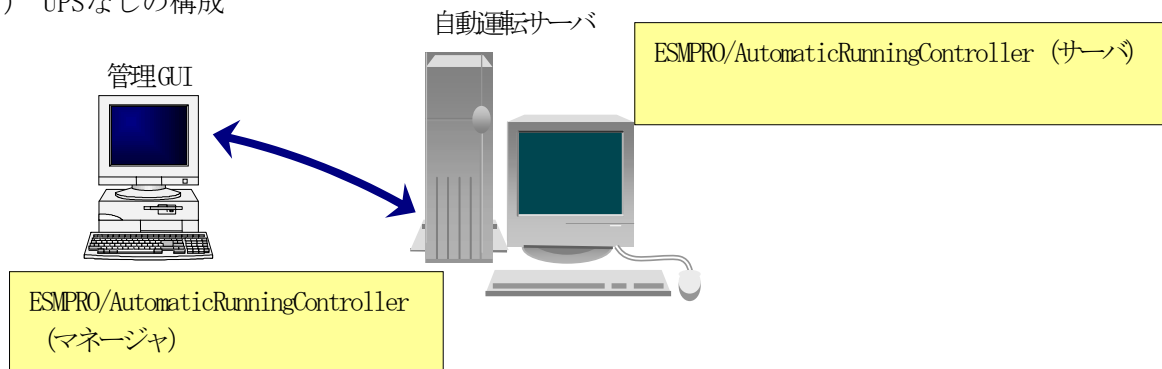 ） UPSなしの構成
自動運転サーバ
ESMPRO/AutomaticRunningController (サーバ)
管理GUI
ESMPRO/AutomaticRunningController
(マネージャ)